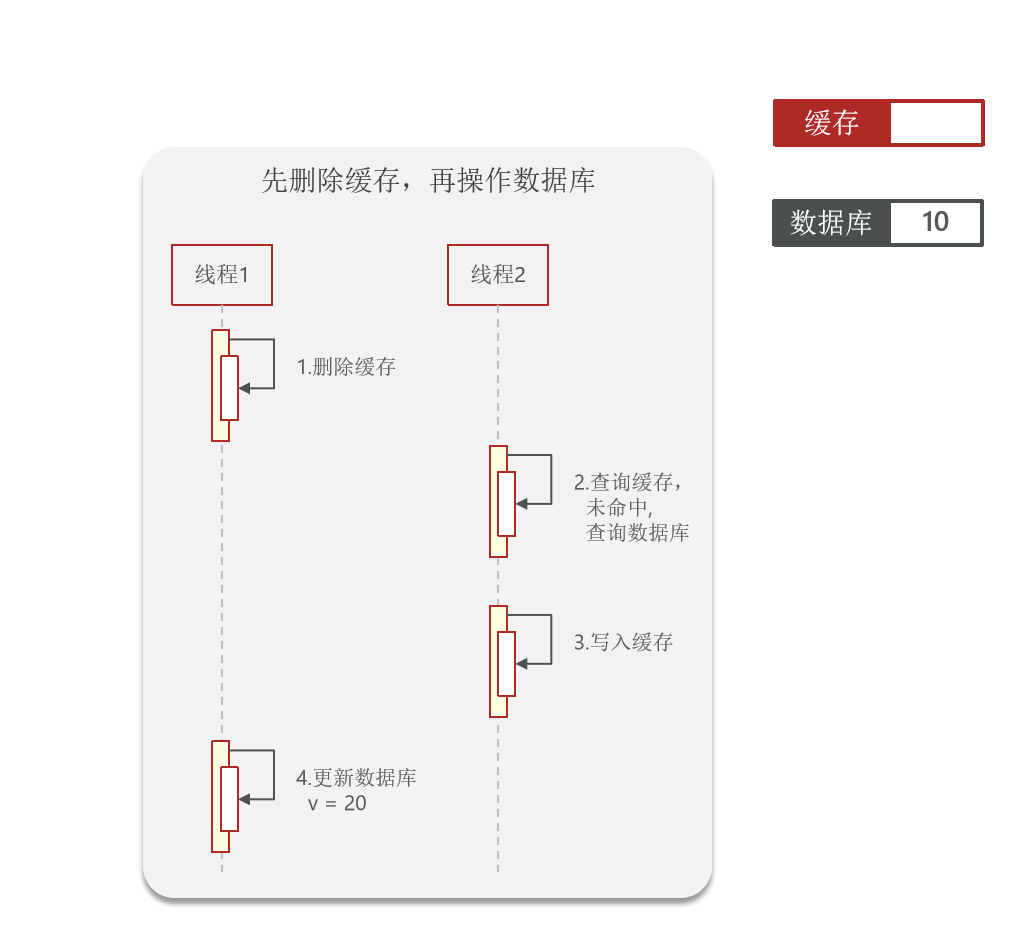 缓存
先删除缓存，再操作数据库
数据库 10
线程1
线程2
1.删除缓存
2.查询缓存，
未命中,
查询数据库
3.写入缓存
4.更新数据库
v = 20